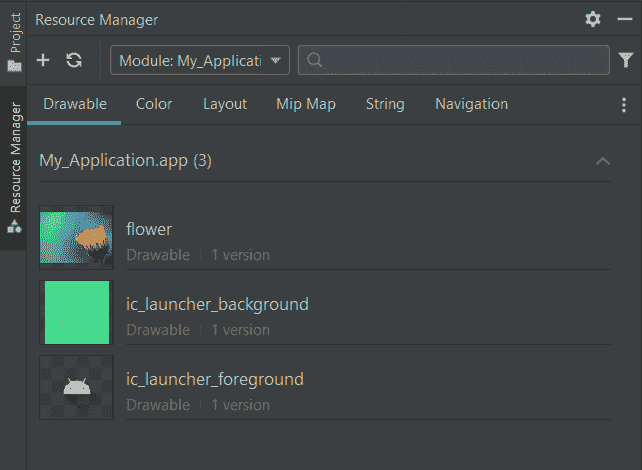 Project
Resource Manager
Resource Manager
Module: My_Applicati
Drawable Color Layout Mip Map String Navigation
My_Application.app (3)
flower
Drawable | 1 version
ic_launcher_background
Drawable | 1 version
ic_launcher_foreground
Drawable | 1 version